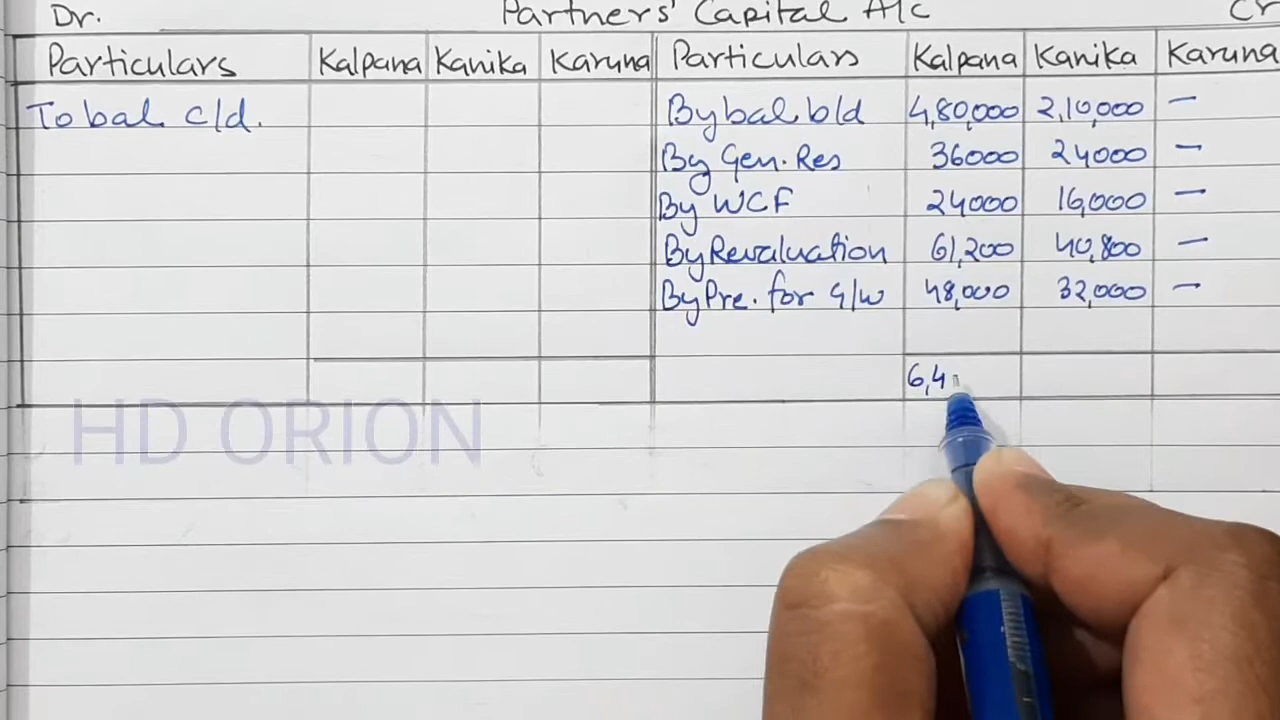 Dr. Partners' Capital A/c Cr
Particulars Kalpana Kanika Karuna Particulars Kalpana Kanika Karuna
To bal. c/d. By bal. b/d 4,80,000 2,10,000 —
By Gen. Res 36000 24000 —
By WCF 24000 16,000 —
By Revaluation 61,200 40,800 —
By Pre. for G/w 48,000 32,000 —
6,4
HD ORION